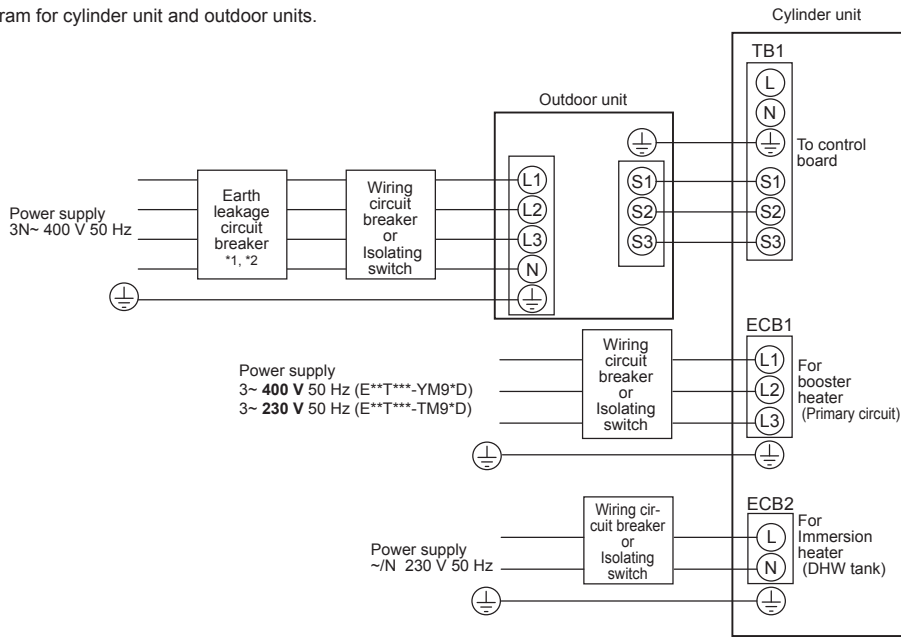 ram for cylinder unit and outdoor units.
Cylinder unit
TB1
L
N
To control
board
S1
S2
S3
Outdoor unit
L1
L2
L3
N
S1
S2
S3
Power supply
3N~ 400 V 50 Hz
Earth
leakage
circuit
breaker
*1, *2
Wiring
circuit
breaker
or
Isolating
switch
ECB1
L1
L2
L3
For
booster
heater
(Primary circuit)
Power supply
3~ 400 V 50 Hz (E**T***-YM9*D)
3~ 230 V 50 Hz (E**T***-TM9*D)
Wiring
circuit
breaker
or
Isolating
switch
ECB2
L
N
For
Immersion
heater
(DHW tank)
Power supply
~/N 230 V 50 Hz
Wiring cir-
cuit breaker
or
Isolating
switch